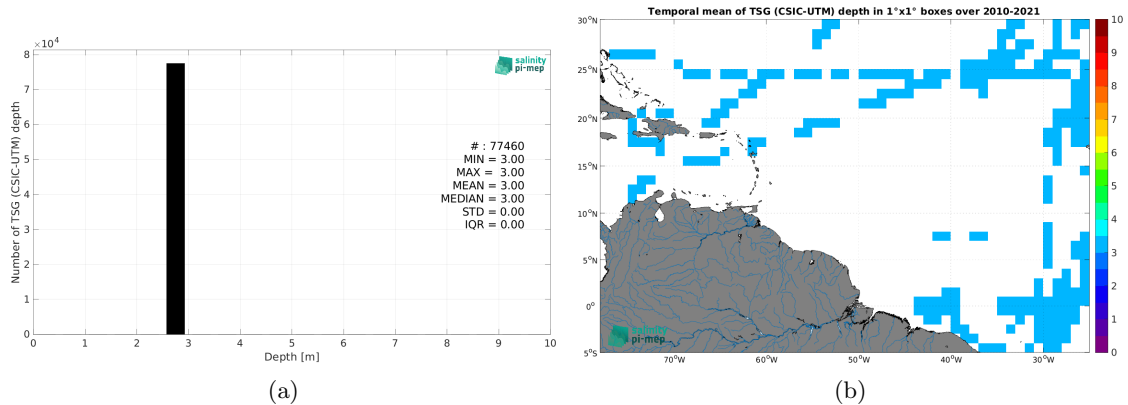 ×10⁴
8
7
6
5
4
3
2
1
0
Number of TSG (CSIC-UTM) depth
salinity
pi-mep
# : 77460
MIN = 3.00
MAX = 3.00
MEAN = 3.00
MEDIAN = 3.00
STD = 0.00
IQR = 0.00
0 1 2 3 4 5 6 7 8 9 10
Depth [m]
(a)
Temporal mean of TSG (CSIC-UTM) depth in 1°x1° boxes over 2010-2021
30°N
25°N
20°N
15°N
10°N
5°N
0°
5°S
70°W 60°W 50°W 40°W 30°W
salinity
pi-mep
10
9
8
7
6
5
4
3
2
1
0
(b)